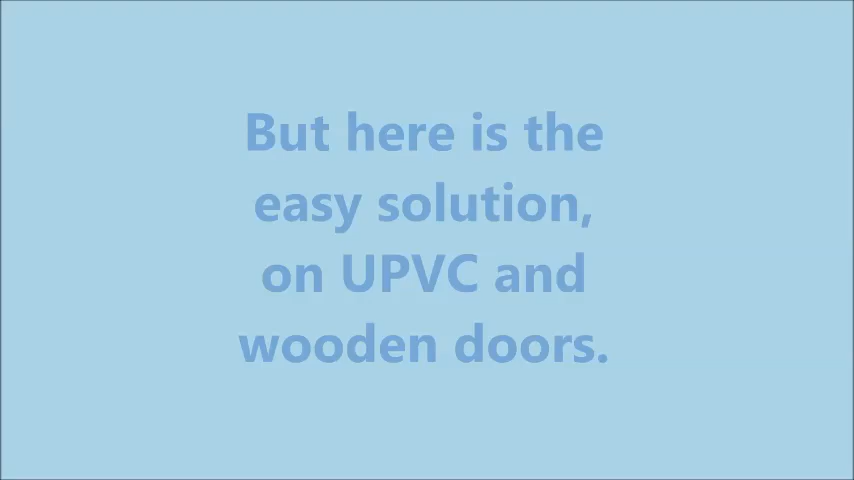 But here is the
easy solution,
on UPVC and
wooden doors.